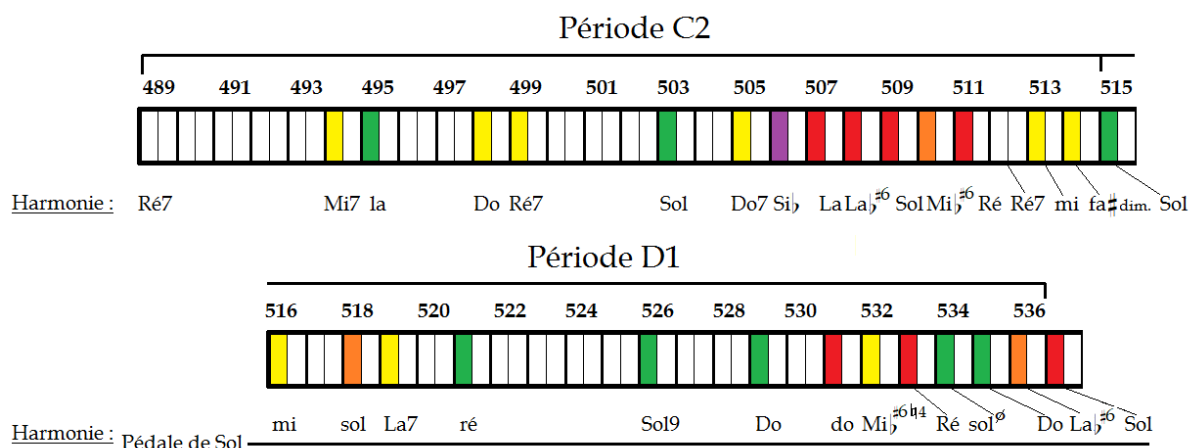 Période C2
489 491 493 495 497 499 501 503 505 507 509 511 513 515
Harmonie : Ré7 Mi7 la Do Ré7 Sol Do7 Si♭ La La♭♯6 Sol Mi♭♯6 Ré Ré7 mi fa♯dim. Sol
Période D1
516 518 520 522 524 526 528 530 532 534 536
mi sol La7 ré Sol9 Do do Mi♭♯6♮4 Ré solø Do La♭♯6 Sol
Harmonie : Pédale de Sol